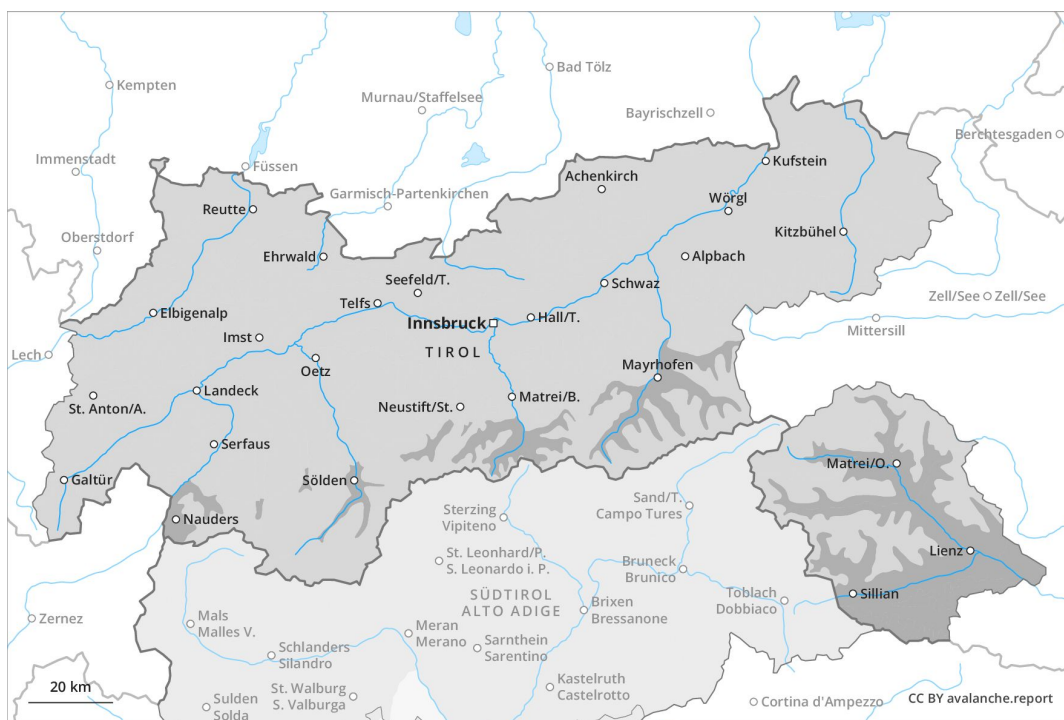 Kempten
Bad Tölz
Murnau/Staffelsee
Bayrischzell
Berchtesgaden
Immenstadt
Füssen
Kufstein
Achenkirch
Garmisch-Partenkirchen
Wörgl
Reutte
Kitzbühel
Oberstdorf
Ehrwald
Alpbach
Seefeld/T.
Schwaz
Telfs
Zell/See
Zell/See
Elbigenalp
Innsbruck
Hall/T.
Mittersill
Imst
TIROL
Lech
Oetz
Mayrhofen
Landeck
Matrei/B.
St. Anton/A.
Neustift/St.
Serfaus
Matrei/O.
Galtür
Sölden
Sand/T.
Campo Tures
Sterzing
Vipiteno
Nauders
Lienz
St. Leonhard/P.
S. Leonardo i. P.
Bruneck
Brunico
SÜDTIROL
ALTO ADIGE
Toblach
Dobbiaco
Sillian
Brixen
Bressanone
Mals
Malles V.
Zernez
Meran
Merano
Sarnthein
Sarentino
Schlanders
Silandro
Kastelruth
Castelrotto
St. Walburg
S. Valburga
Sulden
Solda
20 km
Cortina d'Ampezzo
CC BY avalanche.report